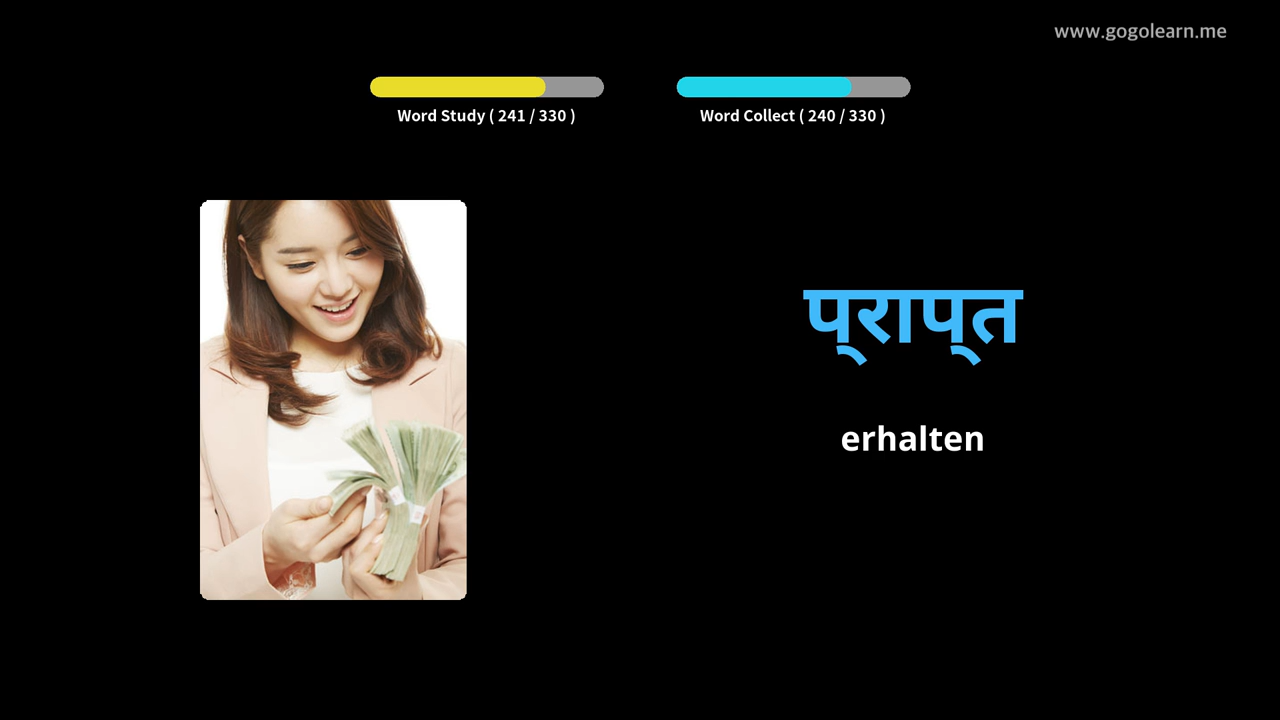 www.gogolearn.me
Word Study ( 241 / 330 )
Word Collect ( 240 / 330 )
प्राप्त
erhalten